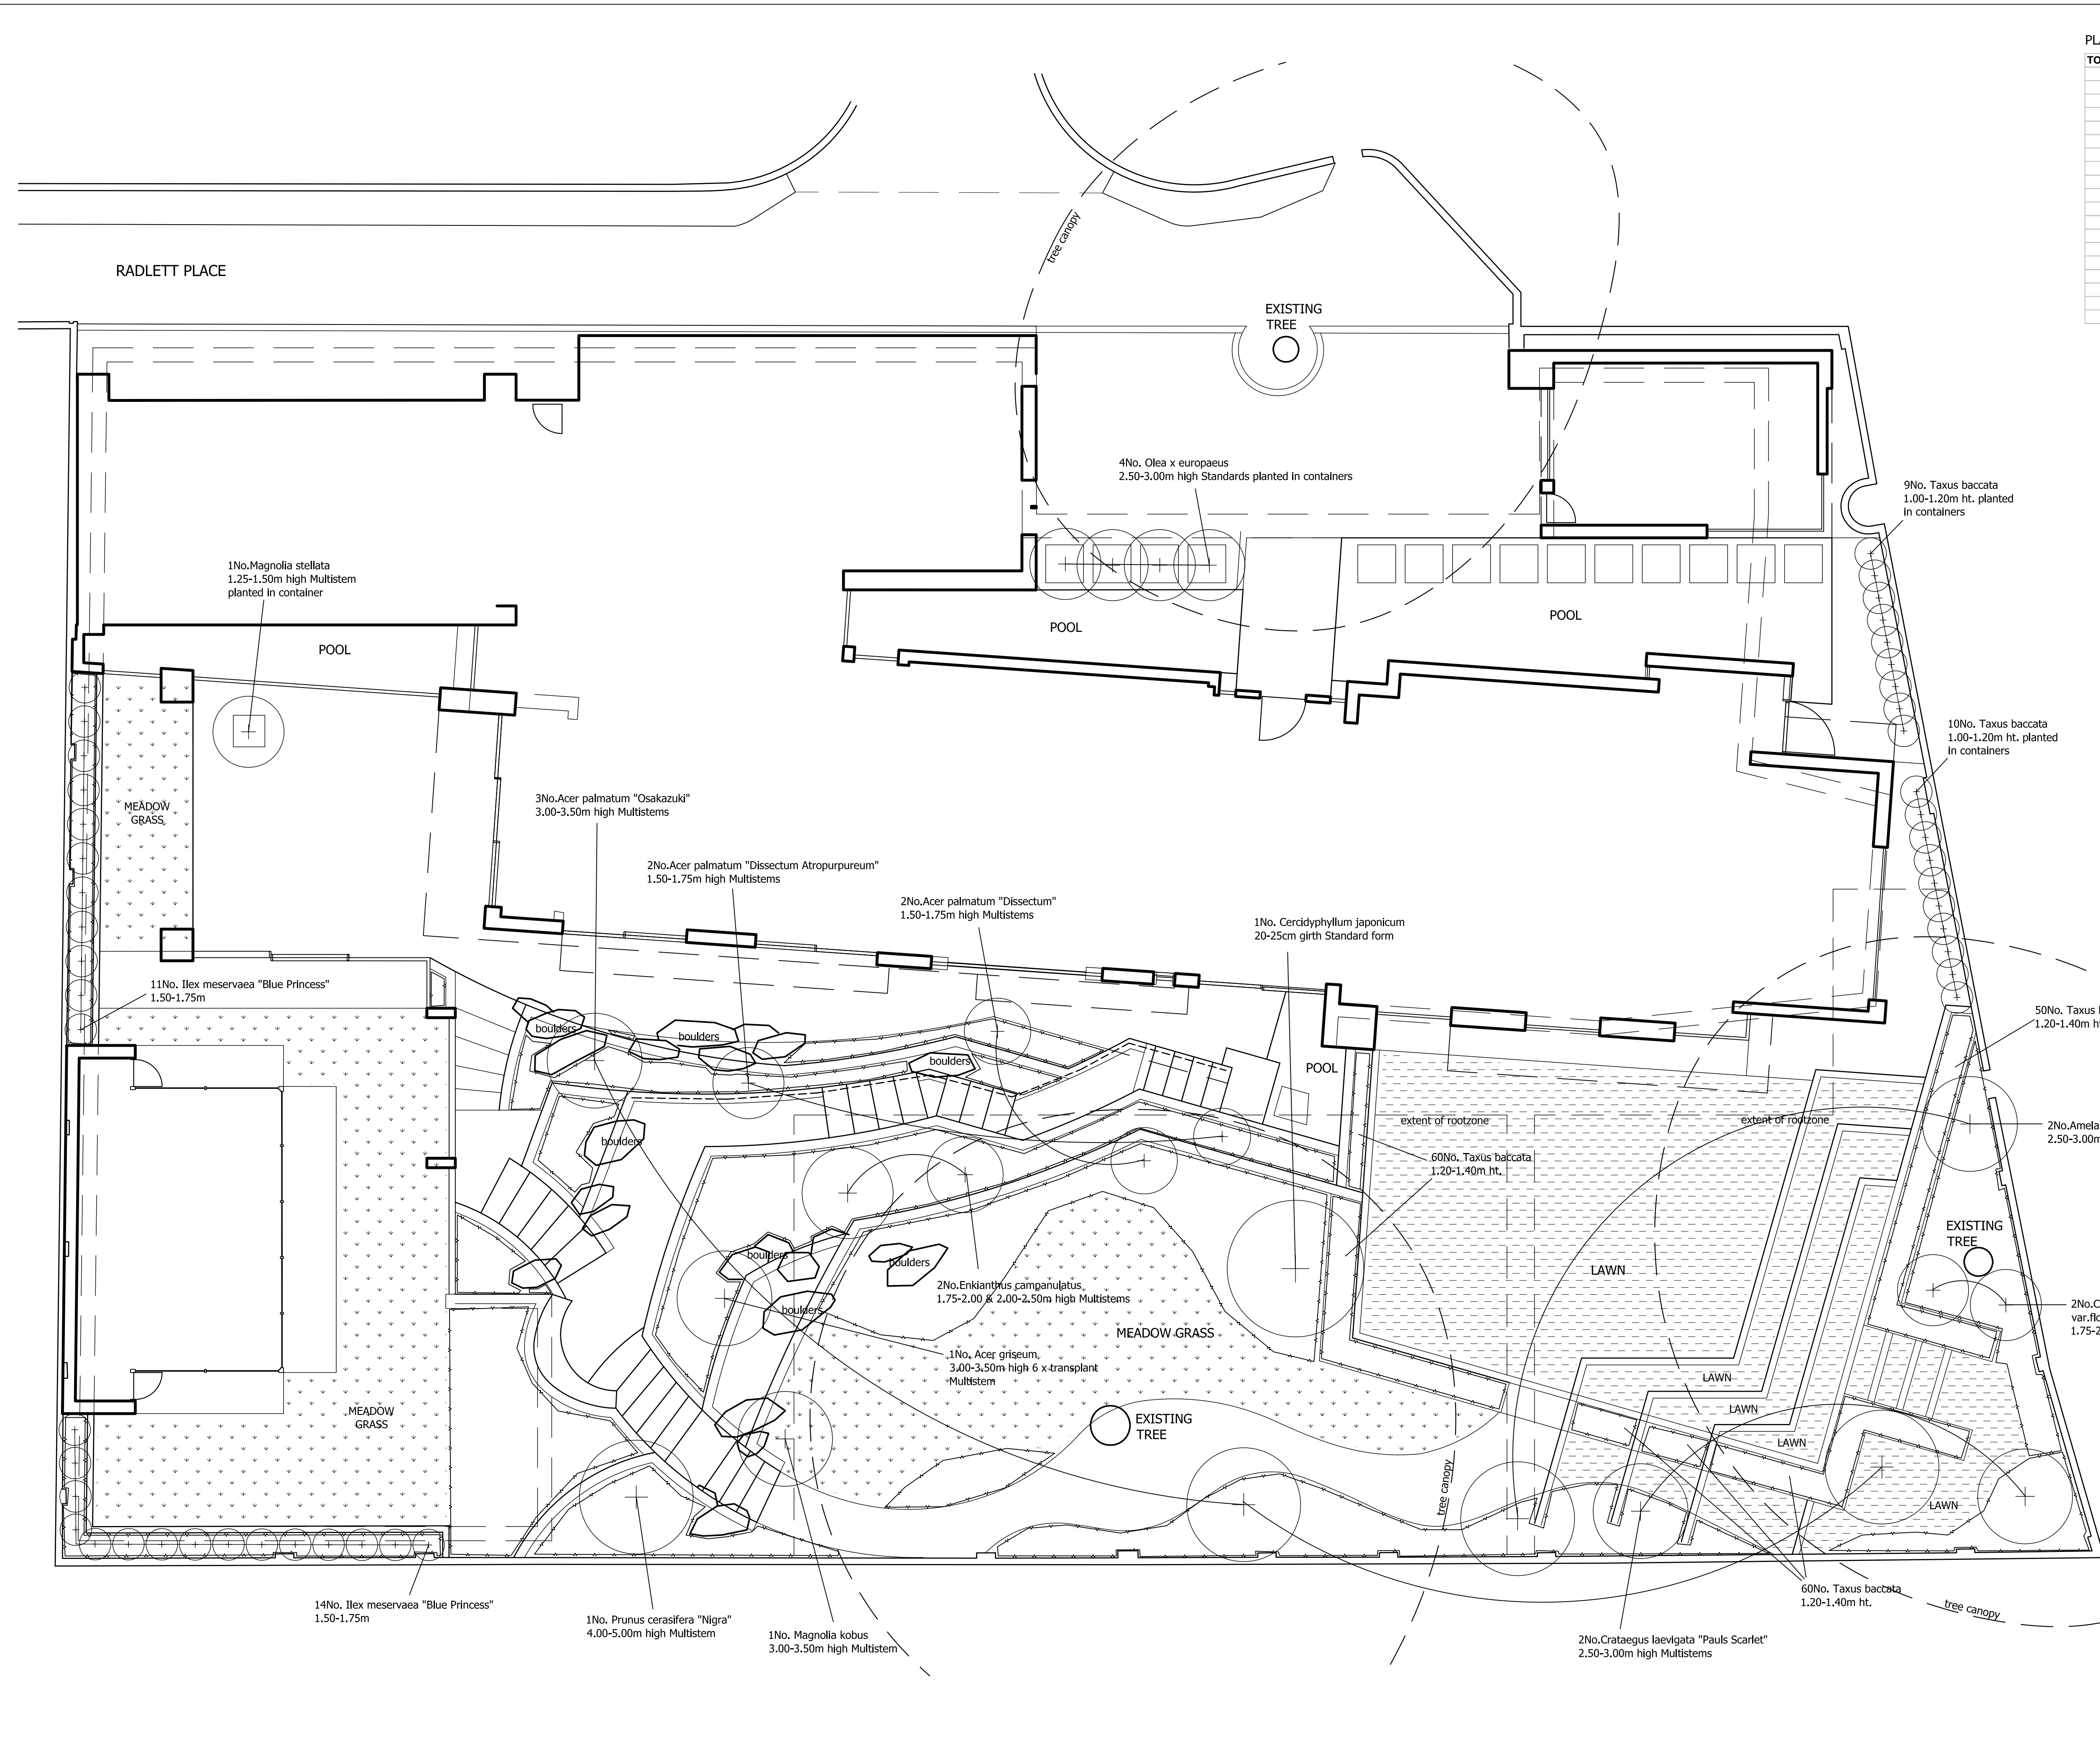 PL
TO
RADLETT PLACE
tree canopy
EXISTING
TREE
4No. Olea x europaeus
2.50-3.00m high Standards planted in containers
9No. Taxus baccata
1.00-1.20m ht. planted
in containers
1No.Magnolia stellata
1.25-1.50m high Multistem
planted in container
POOL
POOL
POOL
10No. Taxus baccata
1.00-1.20m ht. planted
in containers
MEADOW
GRASS
3No.Acer palmatum "Osakazuki"
3.00-3.50m high Multistems
2No.Acer palmatum "Dissectum Atropurpureum"
1.50-1.75m high Multistems
2No.Acer palmatum "Dissectum"
1.50-1.75m high Multistems
1No. Cercidyphyllum japonicum
20-25cm girth Standard form
11No. Ilex meservaea "Blue Princess"
1.50-1.75m
50No. Taxus
1.20-1.40m h
boulders
boulders
boulders
POOL
extent of rootzone
extent of rootzone
2No.Amela
2.50-3.00m
boulders
60No. Taxus baccata
1.20-1.40m ht.
EXISTING
TREE
boulders
boulders
LAWN
2No.Enkianthus campanulatus
1.75-2.00 & 2.00-2.50m high Multistems
boulders
2No.C
var.flo
1.75-2
MEADOW GRASS
1No. Acer griseum
3.00-3.50m high 6 x transplant
Multistem
LAWN
LAWN
LAWN
LAWN
MEADOW
GRASS
EXISTING
TREE
tree canopy
14No. Ilex meservaea "Blue Princess"
1.50-1.75m
1No. Prunus cerasifera "Nigra"
4.00-5.00m high Multistem
1No. Magnolia kobus
3.00-3.50m high Multistem
60No. Taxus baccata
1.20-1.40m ht.
tree canopy
2No.Crataegus laevigata "Pauls Scarlet"
2.50-3.00m high Multistems